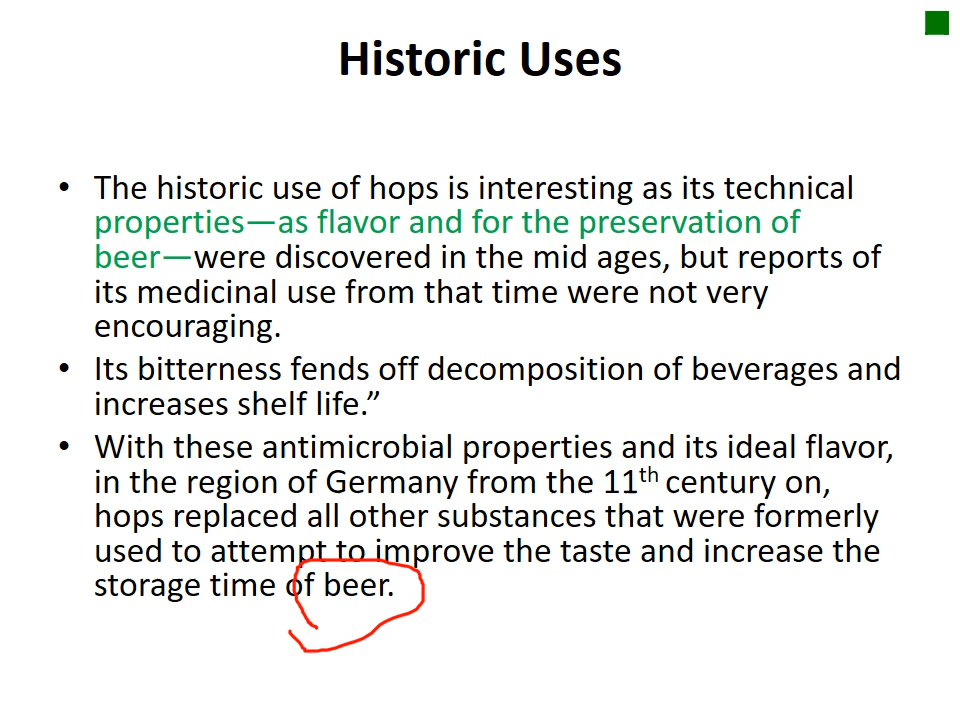 Historic Uses
• The historic use of hops is interesting as its technical
properties—as flavor and for the preservation of
beer—were discovered in the mid ages, but reports of
its medicinal use from that time were not very
encouraging.
• Its bitterness fends off decomposition of beverages and
increases shelf life.”
• With these antimicrobial properties and its ideal flavor,
in the region of Germany from the 11th century on,
hops replaced all other substances that were formerly
used to attempt to improve the taste and increase the
storage time of beer.